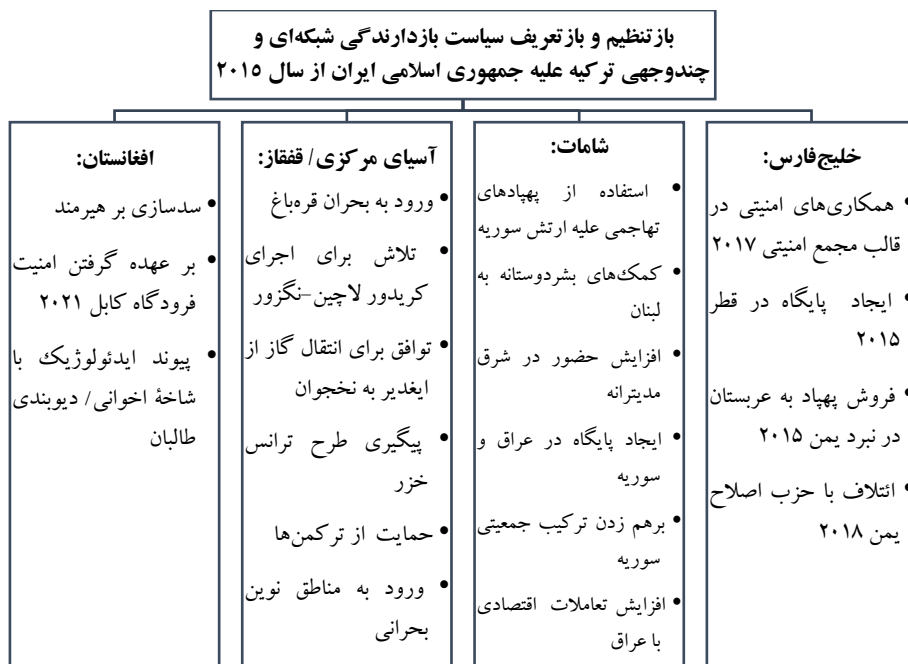 بازتنظیم و بازتعریف سیاست بازدارندگی شبکه‌ای و
چندوجهی ترکیه علیه جمهوری اسلامی ایران از سال ۲۰۱۵
خلیج‌فارس:
• همکاری‌های امنیتی در
قالب مجمع امنیتی ۲۰۱۷
• ایجاد پایگاه در قطر
۲۰۱۵
• فروش پهپاد به عربستان
در نبرد یمن ۲۰۱۵
• ائتلاف با حزب اصلاح
یمن ۲۰۱۸
شامات:
• استفاده از پهپادهای
تهاجمی علیه ارتش سوریه
• کمک‌های بشردوستانه به
لبنان
• افزایش حضور در شرق
مدیترانه
• ایجاد پایگاه در عراق و
سوریه
• برهم زدن ترکیب جمعیتی
سوریه
• افزایش تعاملات اقتصادی
با عراق
آسیای مرکزی/ قفقاز:
• ورود به بحران قره‌باغ
• تلاش برای اجرای
کریدور لاچین–نگزور
• توافق برای انتقال گاز از
ایغدیر به نخجوان
• پیگیری طرح ترانس
خزر
• حمایت از ترکمن‌ها
• ورود به مناطق نوین
بحرانی
افغانستان:
• سدسازی بر هیرمند
• بر عهده گرفتن امنیت
فرودگاه کابل ۲۰۲۱
• پیوند ایدئولوژیک با
شاخهٔ اخوانی/ دیوبندی
طالبان